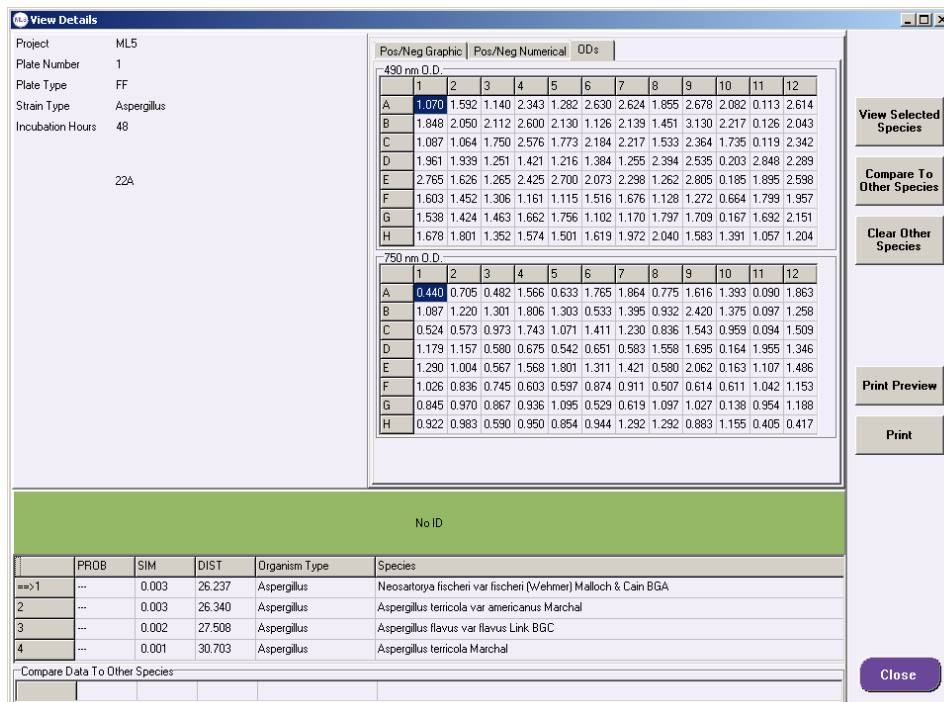 View Details
Project ML5
Plate Number 1
Plate Type FF
Strain Type Aspergillus
Incubation Hours 48
22A
Pos/Neg Graphic Pos/Neg Numerical ODs
490 nm O.D.
1 2 3 4 5 6 7 8 9 10 11 12
A 1.070 1.592 1.140 2.343 1.282 2.630 2.624 1.855 2.678 2.082 0.113 2.614
B 1.848 2.050 2.112 2.600 2.130 1.126 2.139 1.451 3.130 2.217 0.126 2.043
C 1.087 1.064 1.750 2.576 1.773 2.184 2.217 1.533 2.364 1.735 0.119 2.342
D 1.961 1.939 1.251 1.421 1.216 1.384 1.255 2.394 2.535 0.203 2.848 2.289
E 2.765 1.626 1.265 2.425 2.700 2.073 2.298 1.262 2.805 0.185 1.895 2.598
F 1.603 1.452 1.306 1.161 1.115 1.516 1.676 1.128 1.272 0.664 1.799 1.957
G 1.538 1.424 1.463 1.662 1.756 1.102 1.170 1.797 1.709 0.167 1.692 2.151
H 1.678 1.801 1.352 1.574 1.501 1.619 1.972 2.040 1.583 1.391 1.057 1.204
750 nm O.D.
1 2 3 4 5 6 7 8 9 10 11 12
A 0.440 0.705 0.482 1.566 0.633 1.765 1.864 0.775 1.616 1.393 0.090 1.863
B 1.087 1.220 1.301 1.806 1.303 0.533 1.395 0.932 2.420 1.375 0.097 1.258
C 0.524 0.573 0.973 1.743 1.071 1.411 1.230 0.836 1.543 0.959 0.094 1.509
D 1.179 1.157 0.580 0.675 0.542 0.651 0.583 1.558 1.695 0.164 1.955 1.346
E 1.290 1.004 0.567 1.568 1.801 1.311 1.421 0.580 2.062 0.163 1.107 1.486
F 1.026 0.836 0.745 0.603 0.597 0.874 0.911 0.507 0.614 0.611 1.042 1.153
G 0.845 0.970 0.867 0.936 1.095 0.529 0.619 1.097 1.027 0.138 0.954 1.188
H 0.922 0.983 0.590 0.950 0.854 0.944 1.292 1.292 0.883 1.155 0.405 0.417
View Selected
Species
Compare To
Other Species
Clear Other
Species
Print Preview
Print
No ID
PROB SIM DIST Organism Type Species
==>1 --- 0.003 26.237 Aspergillus Neosartorya fischeri var fischeri (Wehmer) Malloch & Cain BGA
2 --- 0.003 26.340 Aspergillus Aspergillus terricola var americanus Marchal
3 --- 0.002 27.508 Aspergillus Aspergillus flavus var flavus Link BGC
4 --- 0.001 30.703 Aspergillus Aspergillus terricola Marchal
Compare Data To Other Species
Close